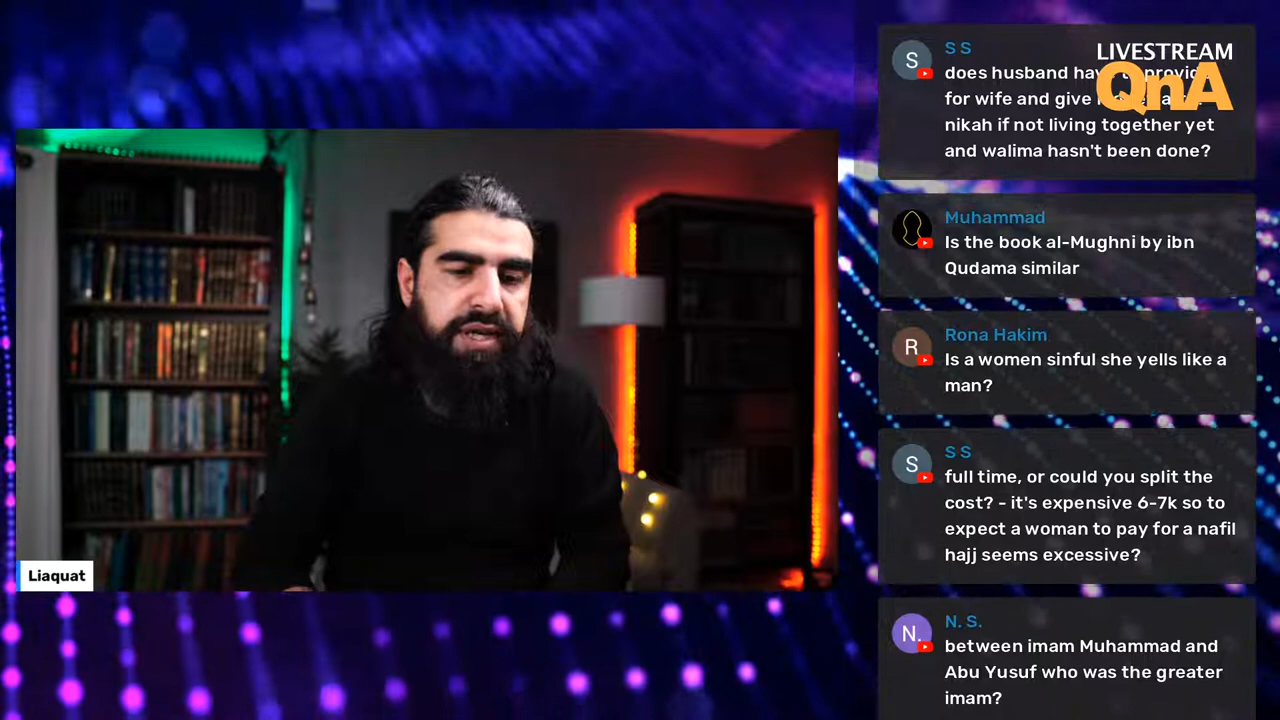 Liaquat
LIVESTREAM
QnA
S S
does husband
for wife and give
nikah if not living together yet
and walima hasn't been done?
Muhammad
Is the book al-Mughni by ibn
Qudama similar
R
Rona Hakim
Is a women sinful she yells like a
man?
S
S S
full time, or could you split the
cost? - it's expensive 6-7k so to
expect a woman to pay for a nafil
hajj seems excessive?
N.
N. S.
between imam Muhammad and
Abu Yusuf who was the greater
imam?